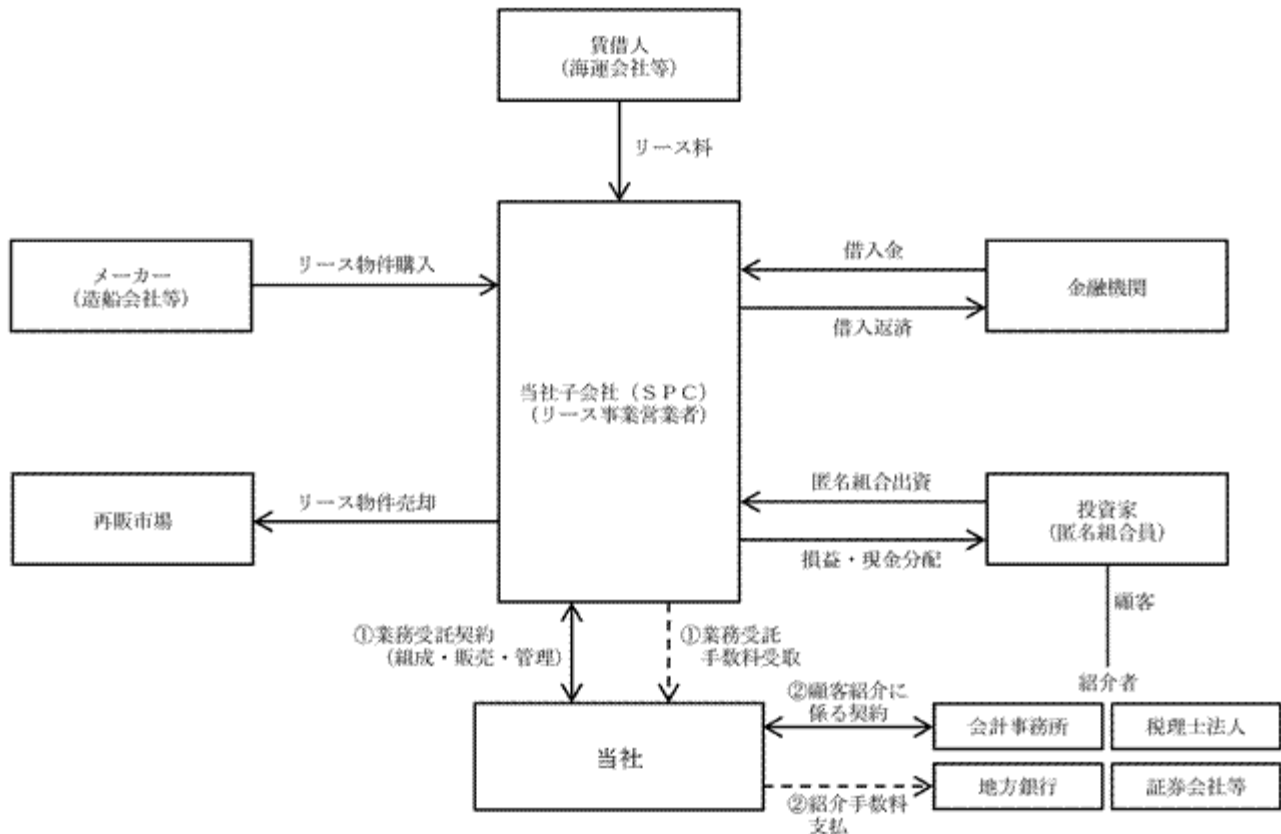 賃借人
(海運会社等)
リース料
メーカー
(造船会社等)
リース物件購入
借入金
金融機関
借入返済
当社子会社(SPC)
(リース事業営業者)
再販市場
リース物件売却
匿名組合出資
投資家
(匿名組合員)
損益・現金分配
顧客
①業務受託契約
(組成・販売・管理)
①業務受託
手数料受取
紹介者
当社
②顧客紹介に
係る契約
会計事務所
税理士法人
②紹介手数料
支払
地方銀行
証券会社等